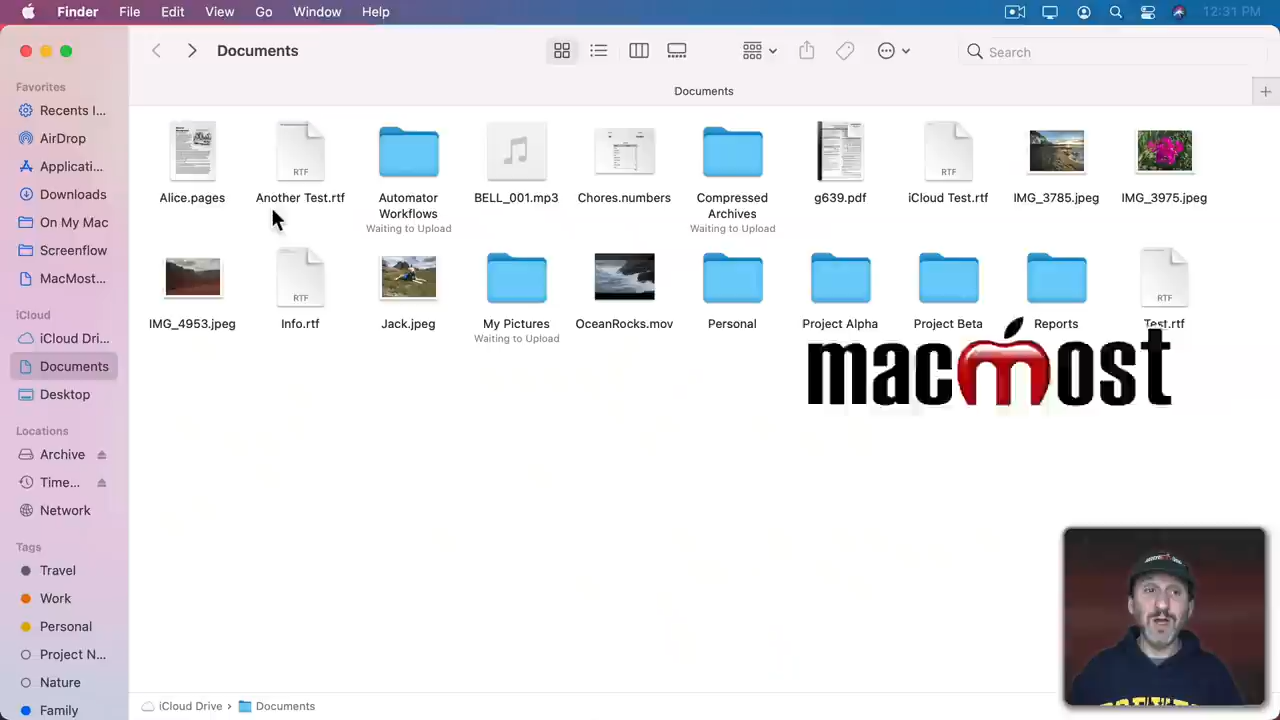 Finder File Edit View Go Window Help 12:31 PM
Documents
Search
Documents
Favorites
Recents I...
AirDrop
Applicati...
Downloads
On My Mac
Screenflow
MacMost...
iCloud
iCloud Dri...
Documents
Desktop
Locations
Archive
Time...
Network
Tags
Travel
Work
Personal
Project N...
Nature
Family
RTF RTF
Alice.pages Another Test.rtf Automator Workflows BELL_001.mp3 Chores.numbers Compressed Archives g639.pdf iCloud Test.rtf IMG_3785.jpeg IMG_3975.jpeg
Waiting to Upload Waiting to Upload
RTF RTF
IMG_4953.jpeg Info.rtf Jack.jpeg My Pictures OceanRocks.mov Personal Project Alpha Project Beta Reports Test.rtf
Waiting to Upload
macmost
iCloud Drive › Documents